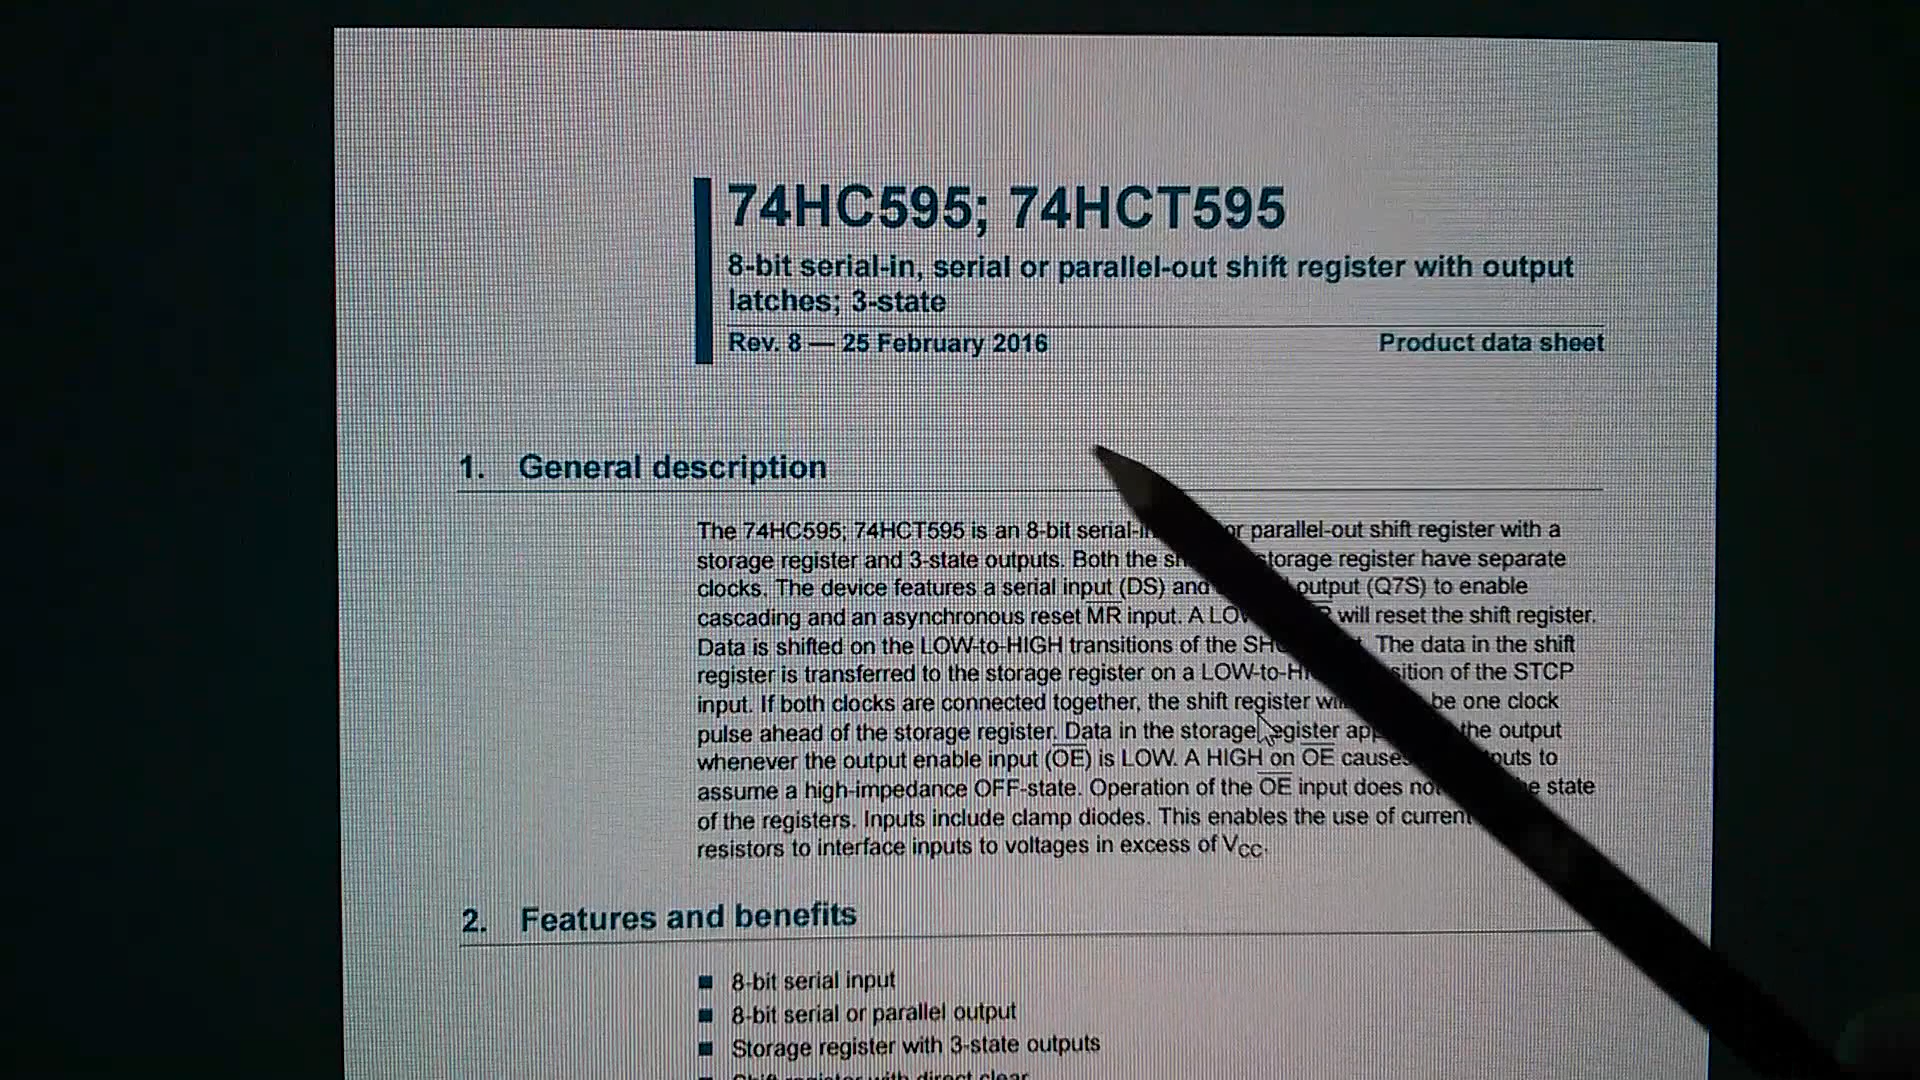 74HC595; 74HCT595
8-bit serial-in, serial or parallel-out shift register with output
latches; 3-state
Rev. 8 — 25 February 2016 Product data sheet
1. General description
The 74HC595; 74HCT595 is an 8-bit serial- or parallel-out shift register with a
storage register and 3-state outputs. Both the storage register have separate
clocks. The device features a serial input (DS) and output (Q7S) to enable
cascading and an asynchronous reset M̅R̅ input. A will reset the shift register.
Data is shifted on the LOW-to-HIGH transitions of the The data in the shift
register is transferred to the storage register on a LOW-to- of the STCP
input. If both clocks are connected together, the shift register be one clock
pulse ahead of the storage register. Data in the storage register the output
whenever the output enable input (O̅E̅) is LOW. A HIGH on O̅E̅ causes to
assume a high-impedance OFF-state. Operation of the O̅E̅ input does state
of the registers. Inputs include clamp diodes. This enables the use of current
resistors to interface inputs to voltages in excess of VCC.
2. Features and benefits
■ 8-bit serial input
■ 8-bit serial or parallel output
■ Storage register with 3-state outputs
■ Shift register with direct clear